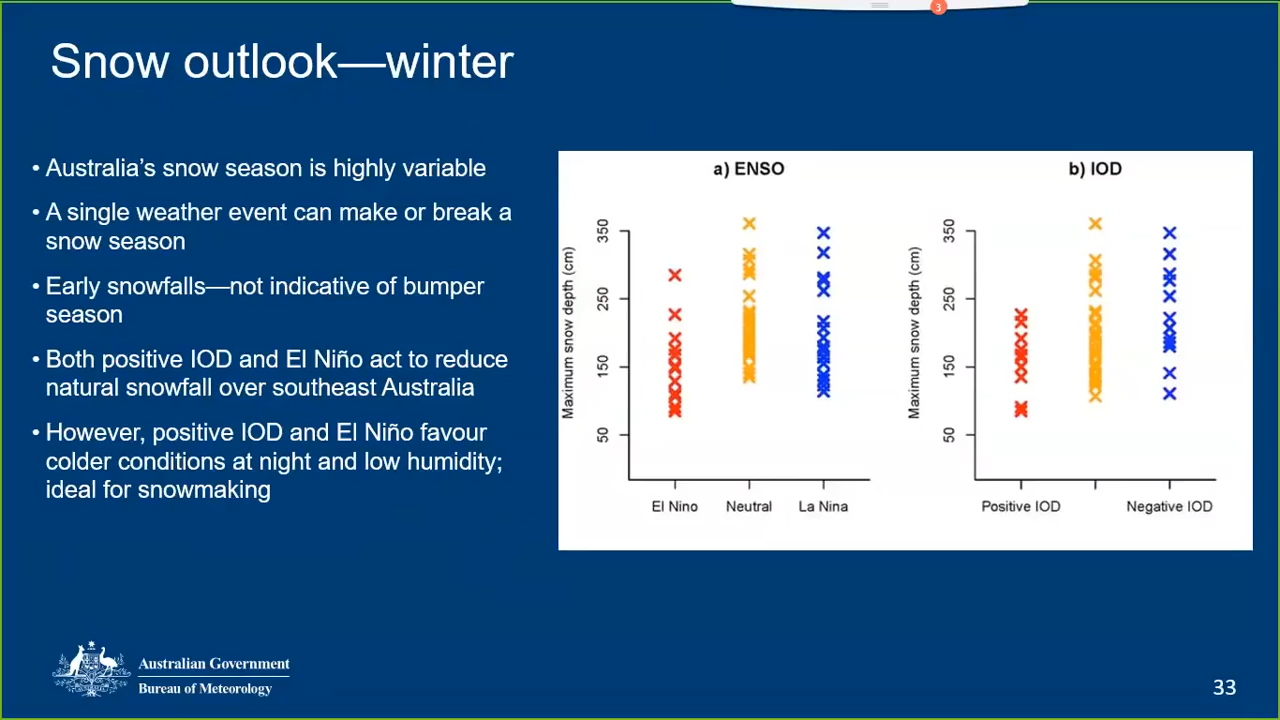 3
Snow outlook—winter
• Australia's snow season is highly variable
• A single weather event can make or break a
snow season
• Early snowfalls—not indicative of bumper
season
• Both positive IOD and El Niño act to reduce
natural snowfall over southeast Australia
• However, positive IOD and El Niño favour
colder conditions at night and low humidity;
ideal for snowmaking
a) ENSO
Maximum snow depth (cm)
350
250
150
50
El Nino Neutral La Nina
b) IOD
Maximum snow depth (cm)
350
250
150
50
Positive IOD Negative IOD
Australian Government
Bureau of Meteorology
33